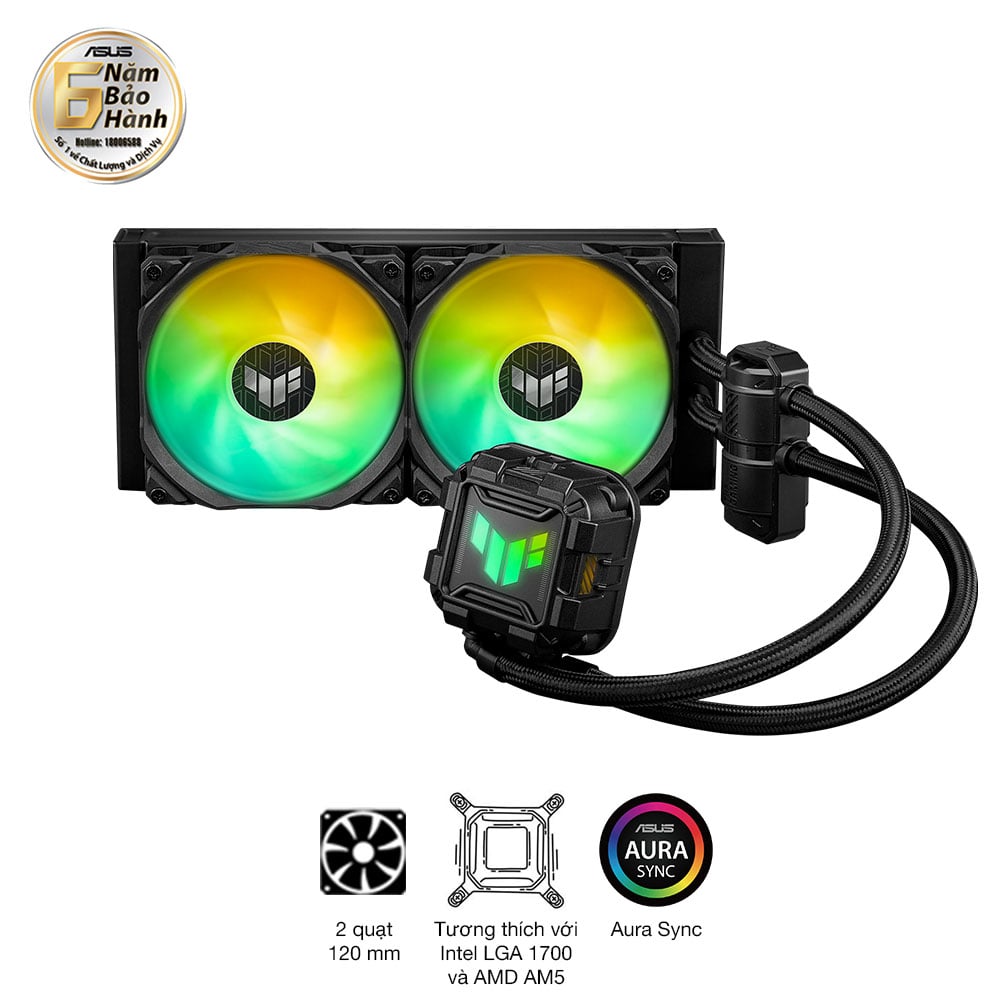 ASUS
6 Năm
Bảo
Hành
Hotline: 18006588
Số 1 về Chất Lượng và Dịch Vụ
2 quạt
120 mm
Tương thích với
Intel LGA 1700
và AMD AM5
ASUS
AURA
SYNC
Aura Sync